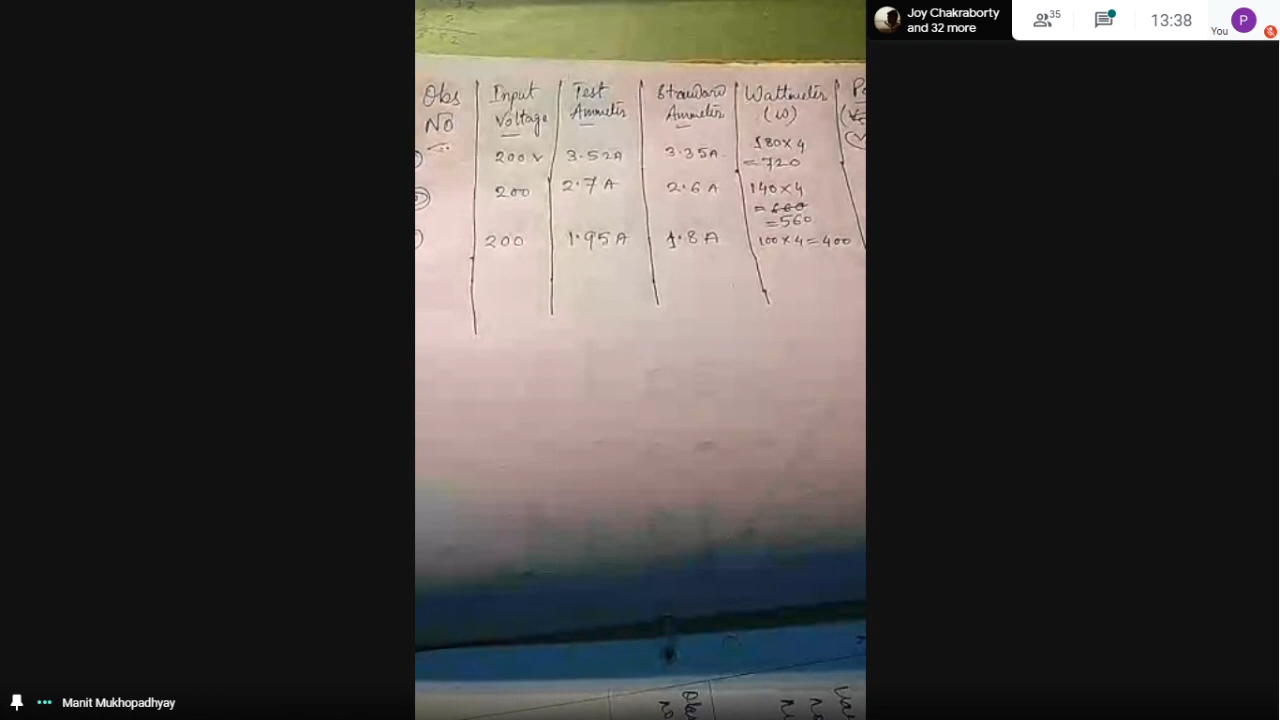 Joy Chakraborty
and 32 more
35
13:38
You
P
Obs No | Input Voltage | Test Ammeter | Standard Ammeter | Wattmeter (W)
200 V | 3.52A | 3.35A | 180 x 4 = 720
200 | 2.7 A | 2.6 A | 140 x 4 = 560
200 | 1.95 A | 1.8 A | 100 x 4 = 400
Obs
no
Manit Mukhopadhyay